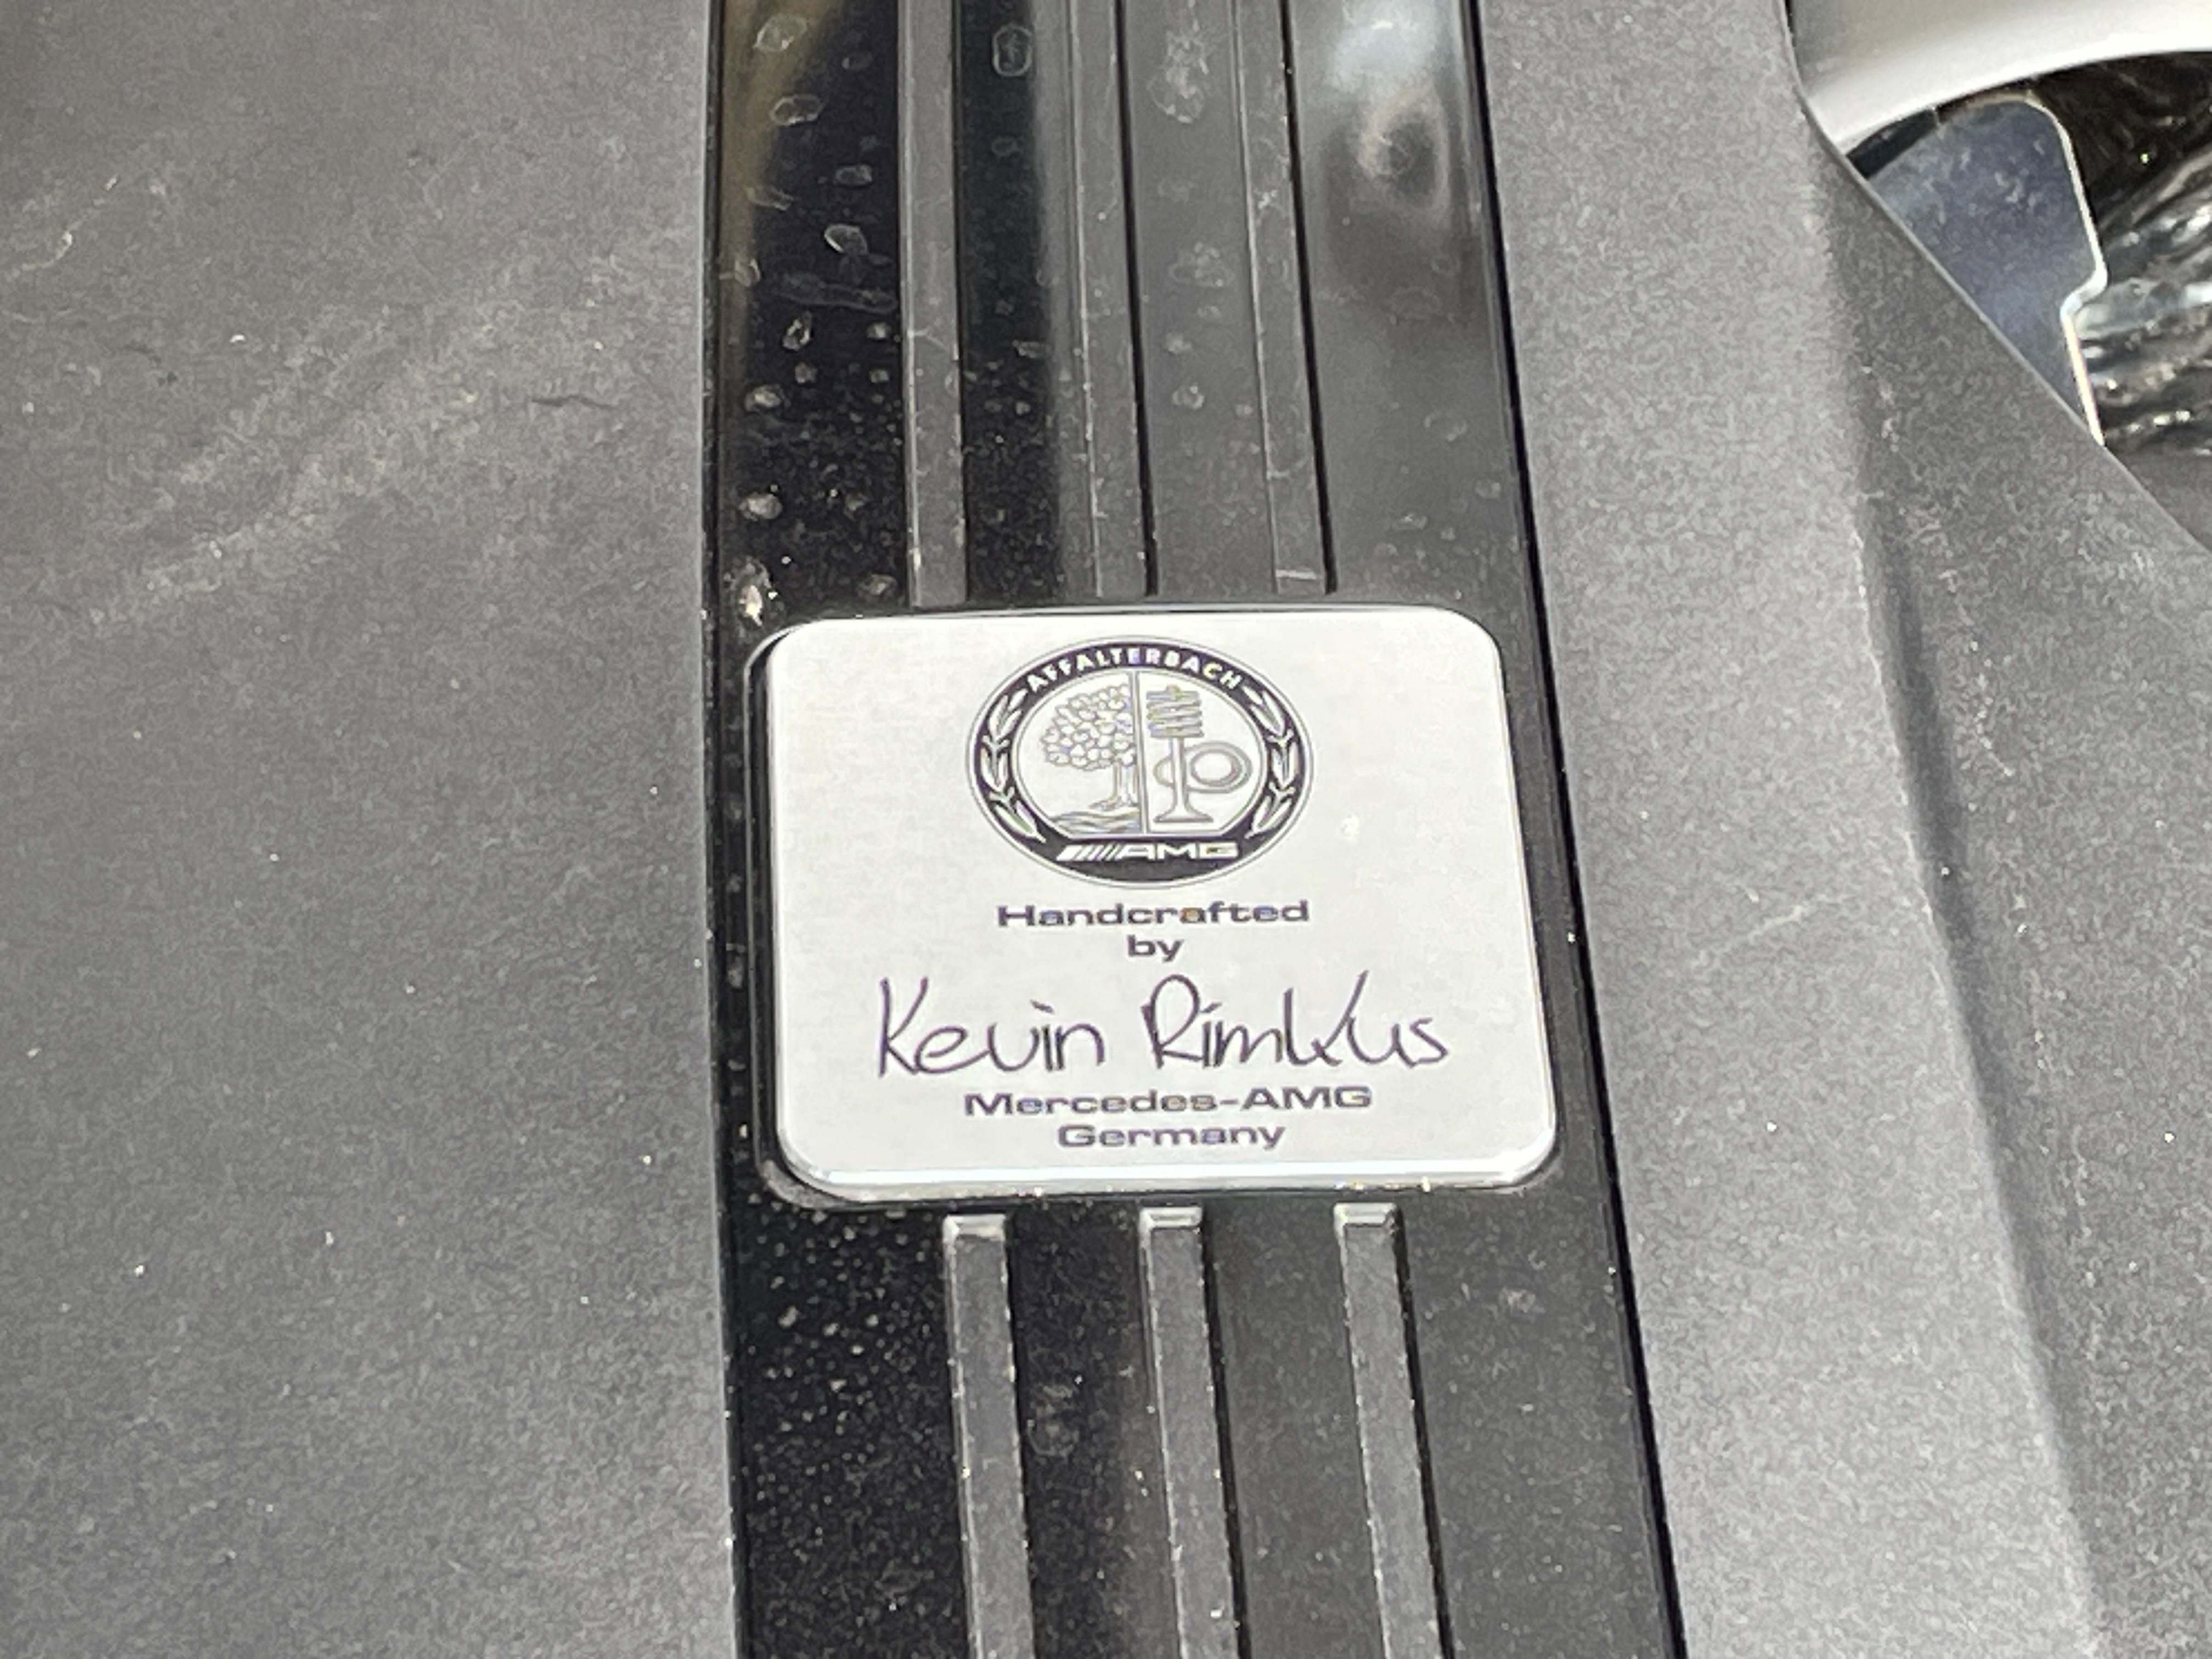 AFFALTERBACH
AMG
Handcrafted
by
Kevin Rimkus
Mercedes-AMG
Germany